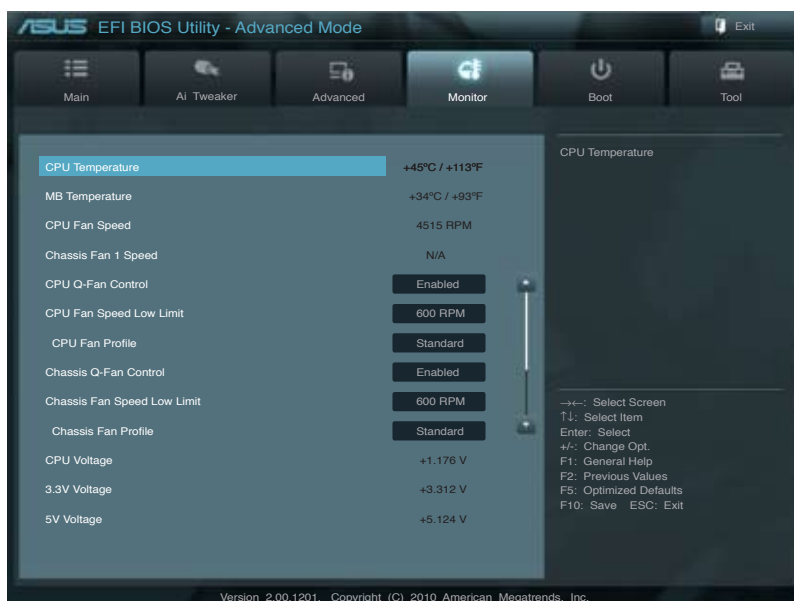 ASUS EFI BIOS Utility - Advanced Mode
Exit
Main
Ai Tweaker
Advanced
Monitor
Boot
Tool
CPU Temperature +45ºC / +113ºF
MB Temperature +34ºC / +93ºF
CPU Fan Speed 4515 RPM
Chassis Fan 1 Speed N/A
CPU Q-Fan Control Enabled
CPU Fan Speed Low Limit 600 RPM
CPU Fan Profile Standard
Chassis Q-Fan Control Enabled
Chassis Fan Speed Low Limit 600 RPM
Chassis Fan Profile Standard
CPU Voltage +1.176 V
3.3V Voltage +3.312 V
5V Voltage +5.124 V
CPU Temperature
→←: Select Screen
↑↓: Select Item
Enter: Select
+/-: Change Opt.
F1: General Help
F2: Previous Values
F5: Optimized Defaults
F10: Save ESC: Exit
Version 2.00.1201. Copyright (C) 2010 American Megatrends, Inc.